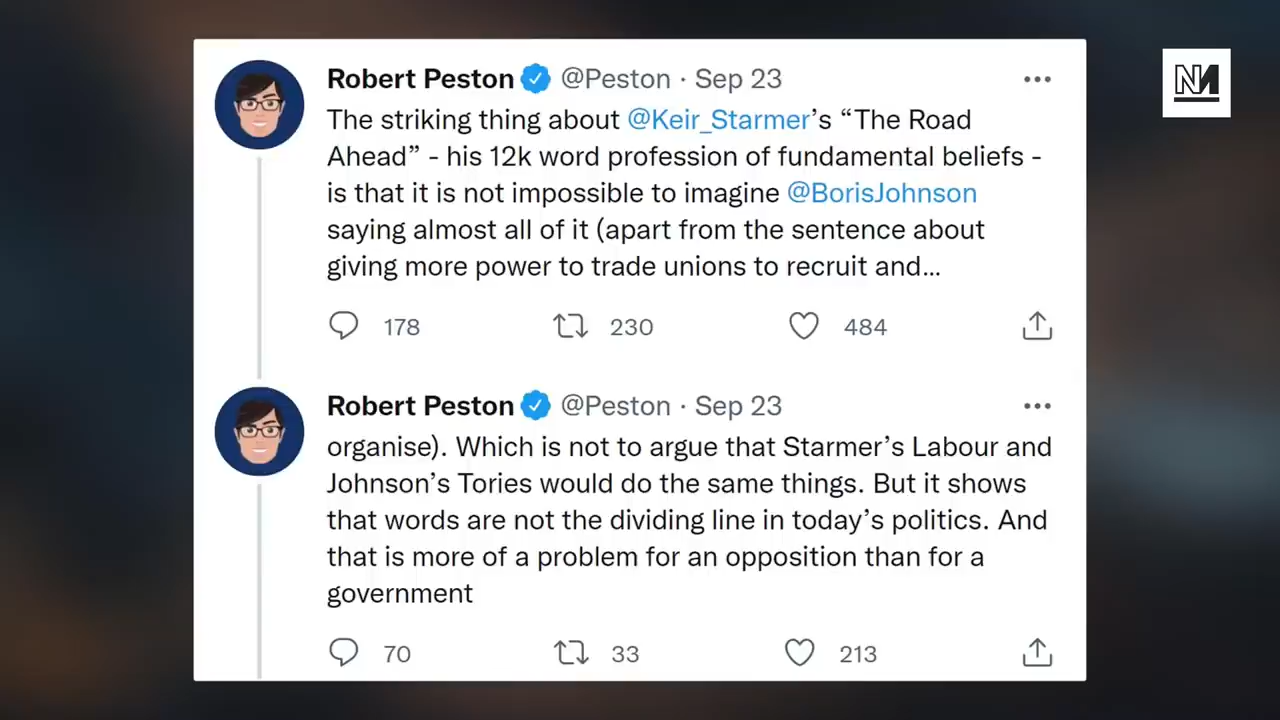 Robert Peston @Peston · Sep 23
The striking thing about @Keir_Starmer’s “The Road
Ahead” - his 12k word profession of fundamental beliefs -
is that it is not impossible to imagine @BorisJohnson
saying almost all of it (apart from the sentence about
giving more power to trade unions to recruit and...
178 230 484
Robert Peston @Peston · Sep 23
organise). Which is not to argue that Starmer’s Labour and
Johnson’s Tories would do the same things. But it shows
that words are not the dividing line in today’s politics. And
that is more of a problem for an opposition than for a
government
70 33 213
NM